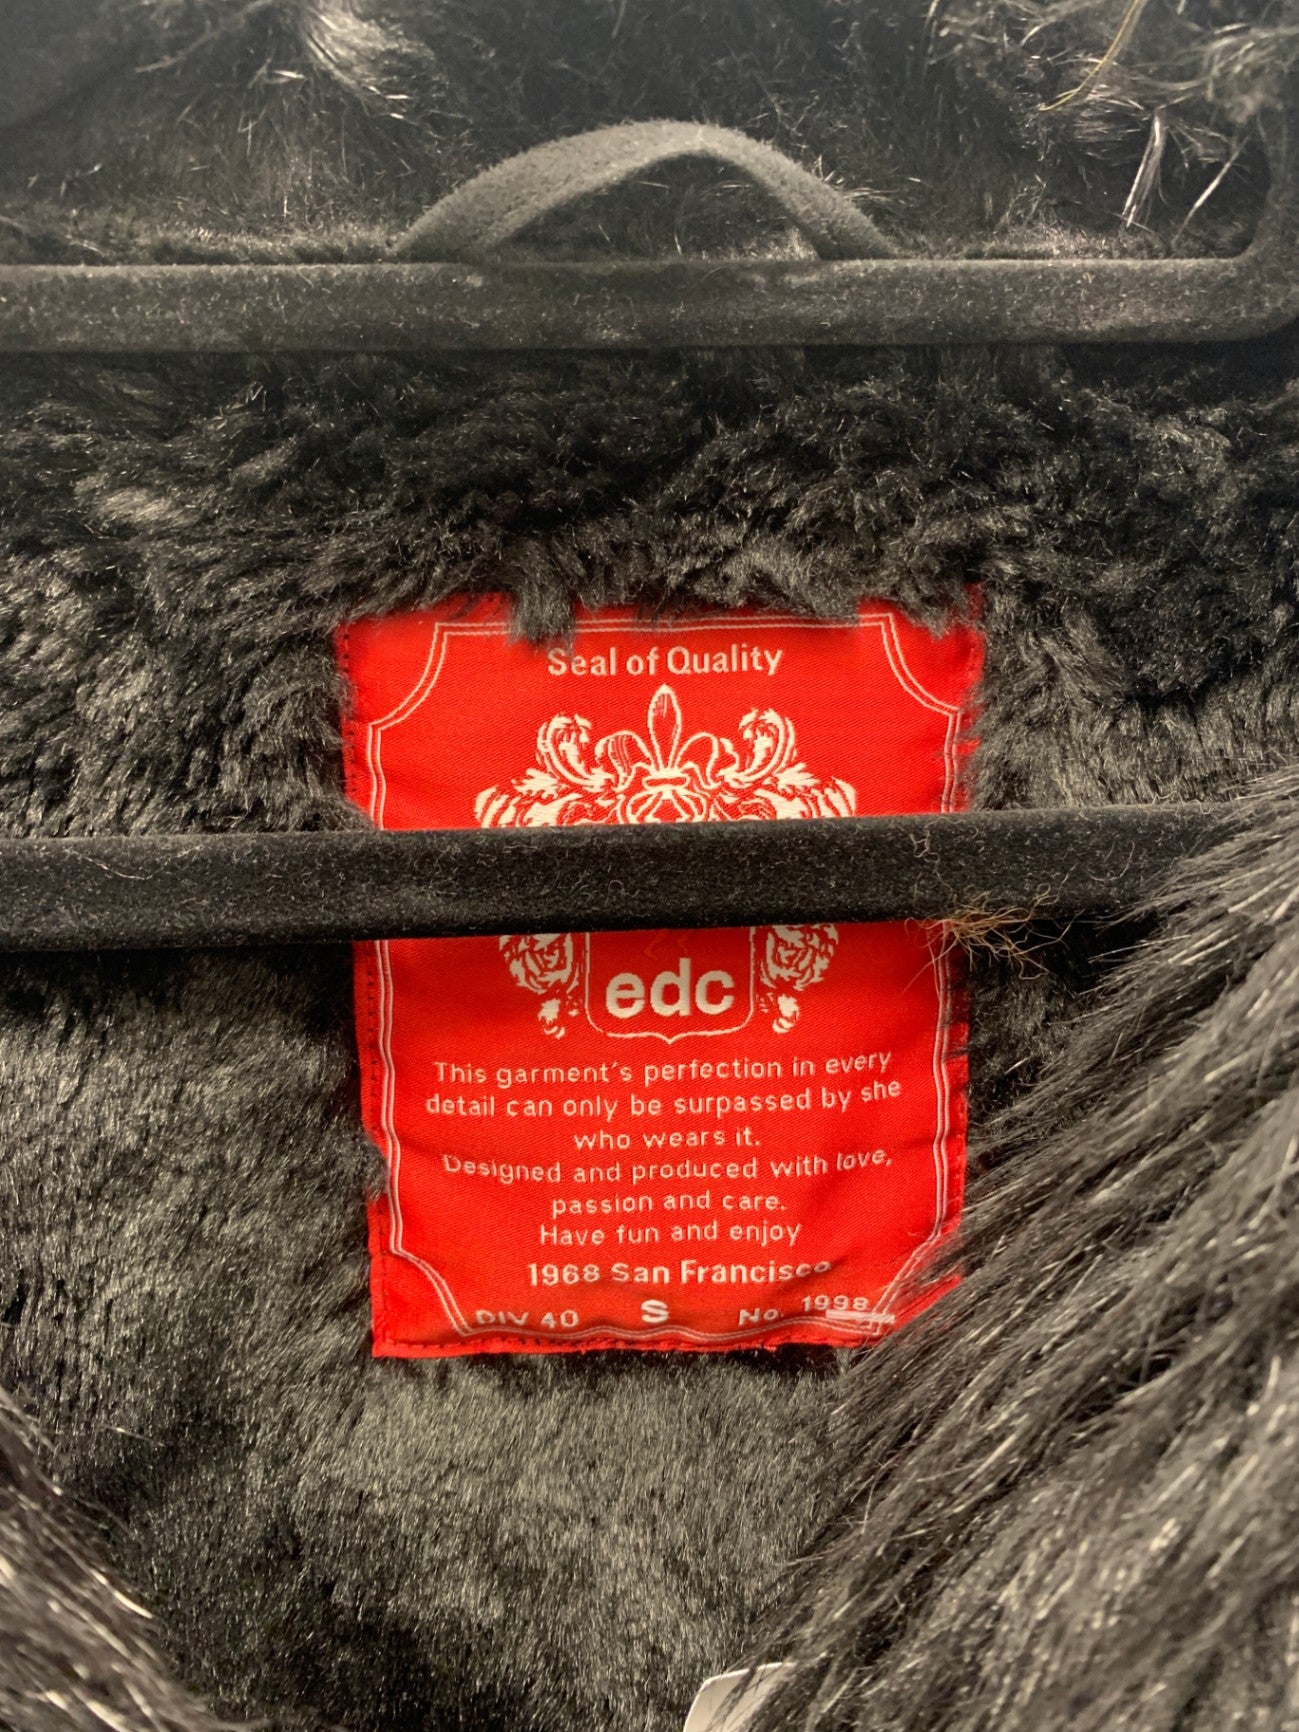 Seal of Quality
edc
This garment's perfection in every
detail can only be surpassed by she
who wears it.
Designed and produced with love,
passion and care.
Have fun and enjoy
1968 San Francisco
DIV 40 S No. 1998